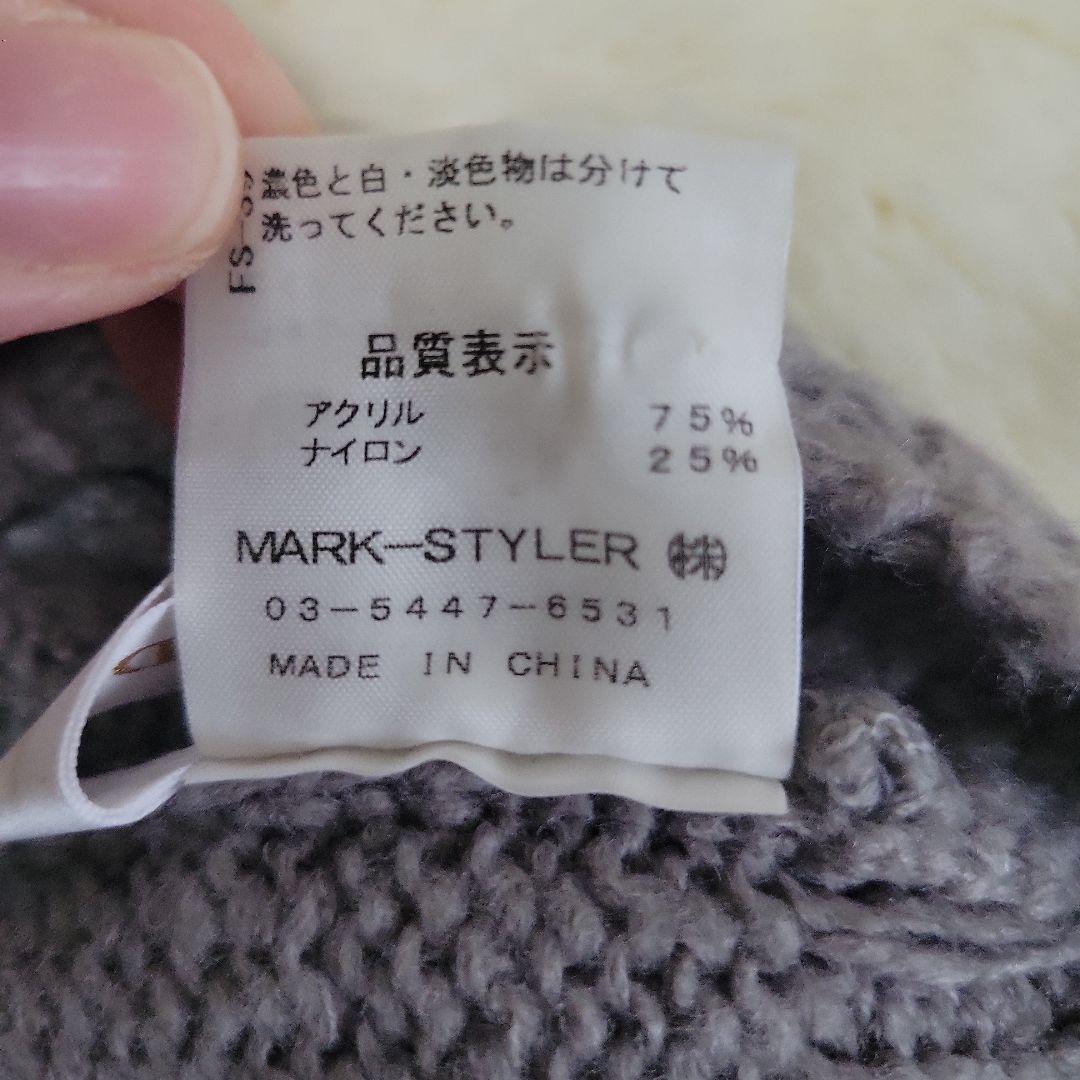 濃色と白・淡色物は分けて
洗ってください。
品質表示
アクリル 75%
ナイロン 25%
MARK—STYLER ㈱
03-5447-6531
MADE IN CHINA